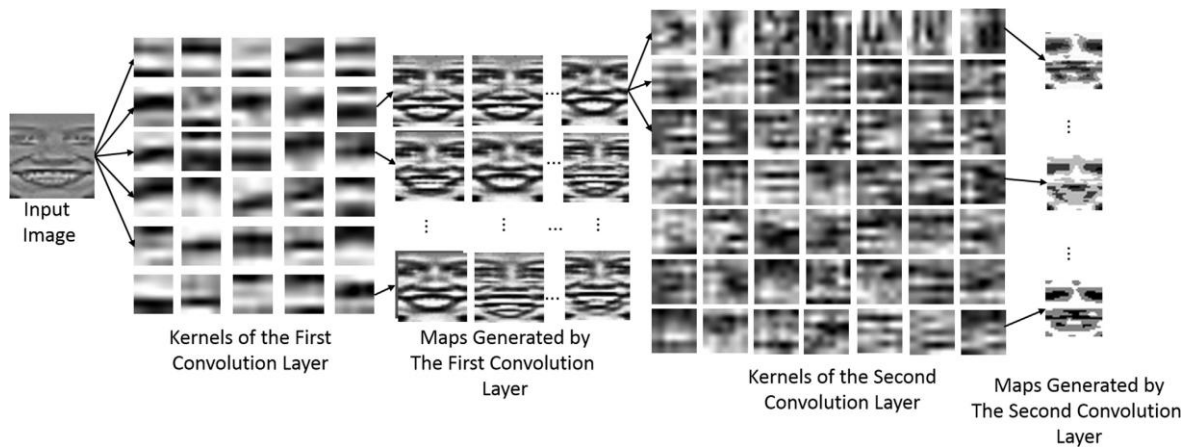 Input
Image
Kernels of the First
Convolution Layer
Maps Generated by
The First Convolution
Layer
Kernels of the Second
Convolution Layer
Maps Generated by
The Second Convolution
Layer